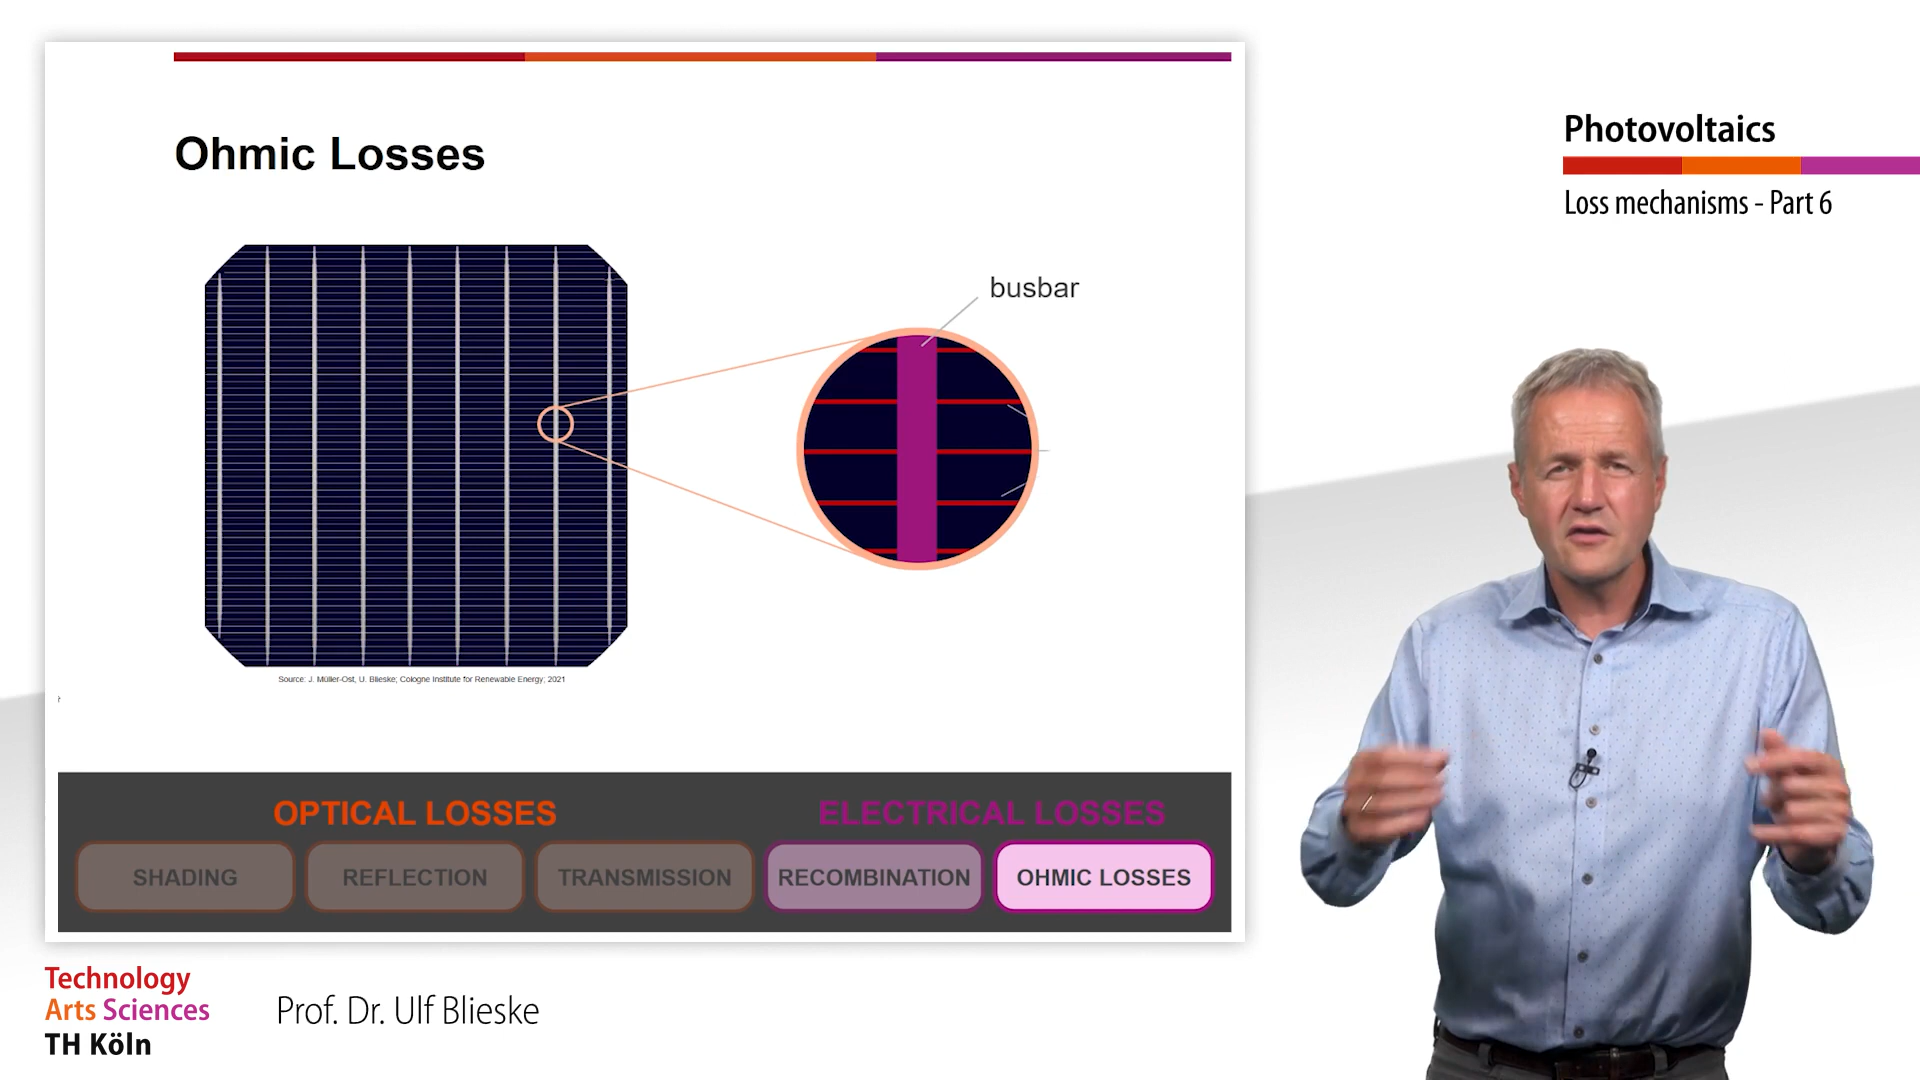 Ohmic Losses
busbar
Source: J. Müller-Ost, U. Blieske; Cologne Institute for Renewable Energy; 2021
OPTICAL LOSSES
ELECTRICAL LOSSES
SHADING
REFLECTION
TRANSMISSION
RECOMBINATION
OHMIC LOSSES
Photovoltaics
Loss mechanisms - Part 6
Technology
Arts Sciences
TH Köln
Prof. Dr. Ulf Blieske